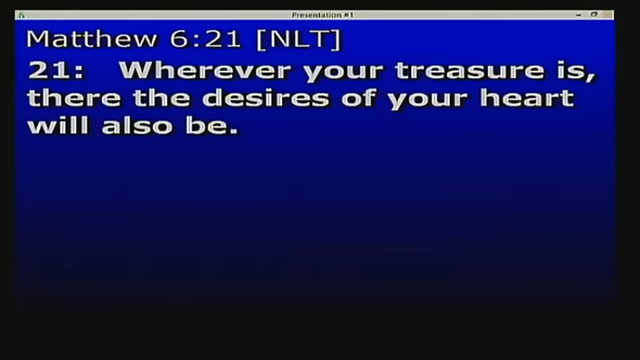 Presentation #1
Matthew 6:21 [NLT]
21: Wherever your treasure is,
there the desires of your heart
will also be.